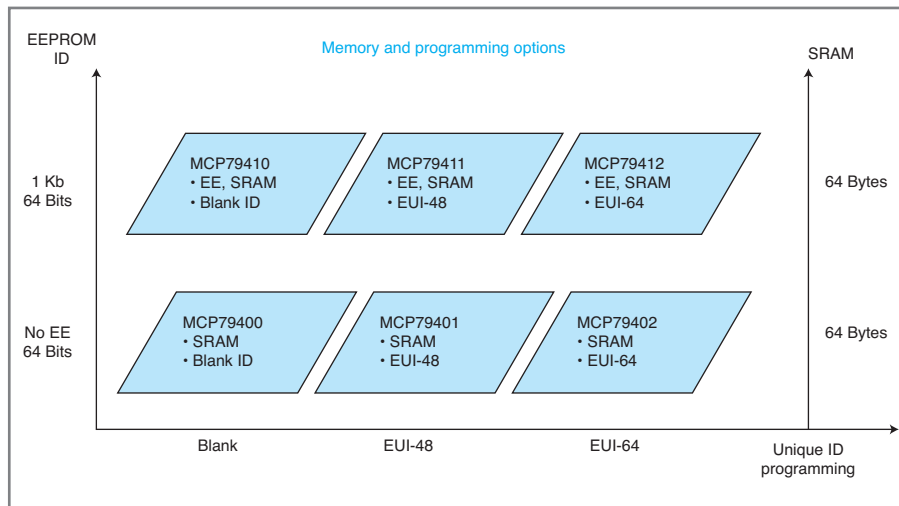 EEPROM
ID
Memory and programming options
SRAM
1 Kb
64 Bits
MCP79410
• EE, SRAM
• Blank ID
MCP79411
• EE, SRAM
• EUI-48
MCP79412
• EE, SRAM
• EUI-64
64 Bytes
No EE
64 Bits
MCP79400
• SRAM
• Blank ID
MCP79401
• SRAM
• EUI-48
MCP79402
• SRAM
• EUI-64
64 Bytes
Blank
EUI-48
EUI-64
Unique ID
programming